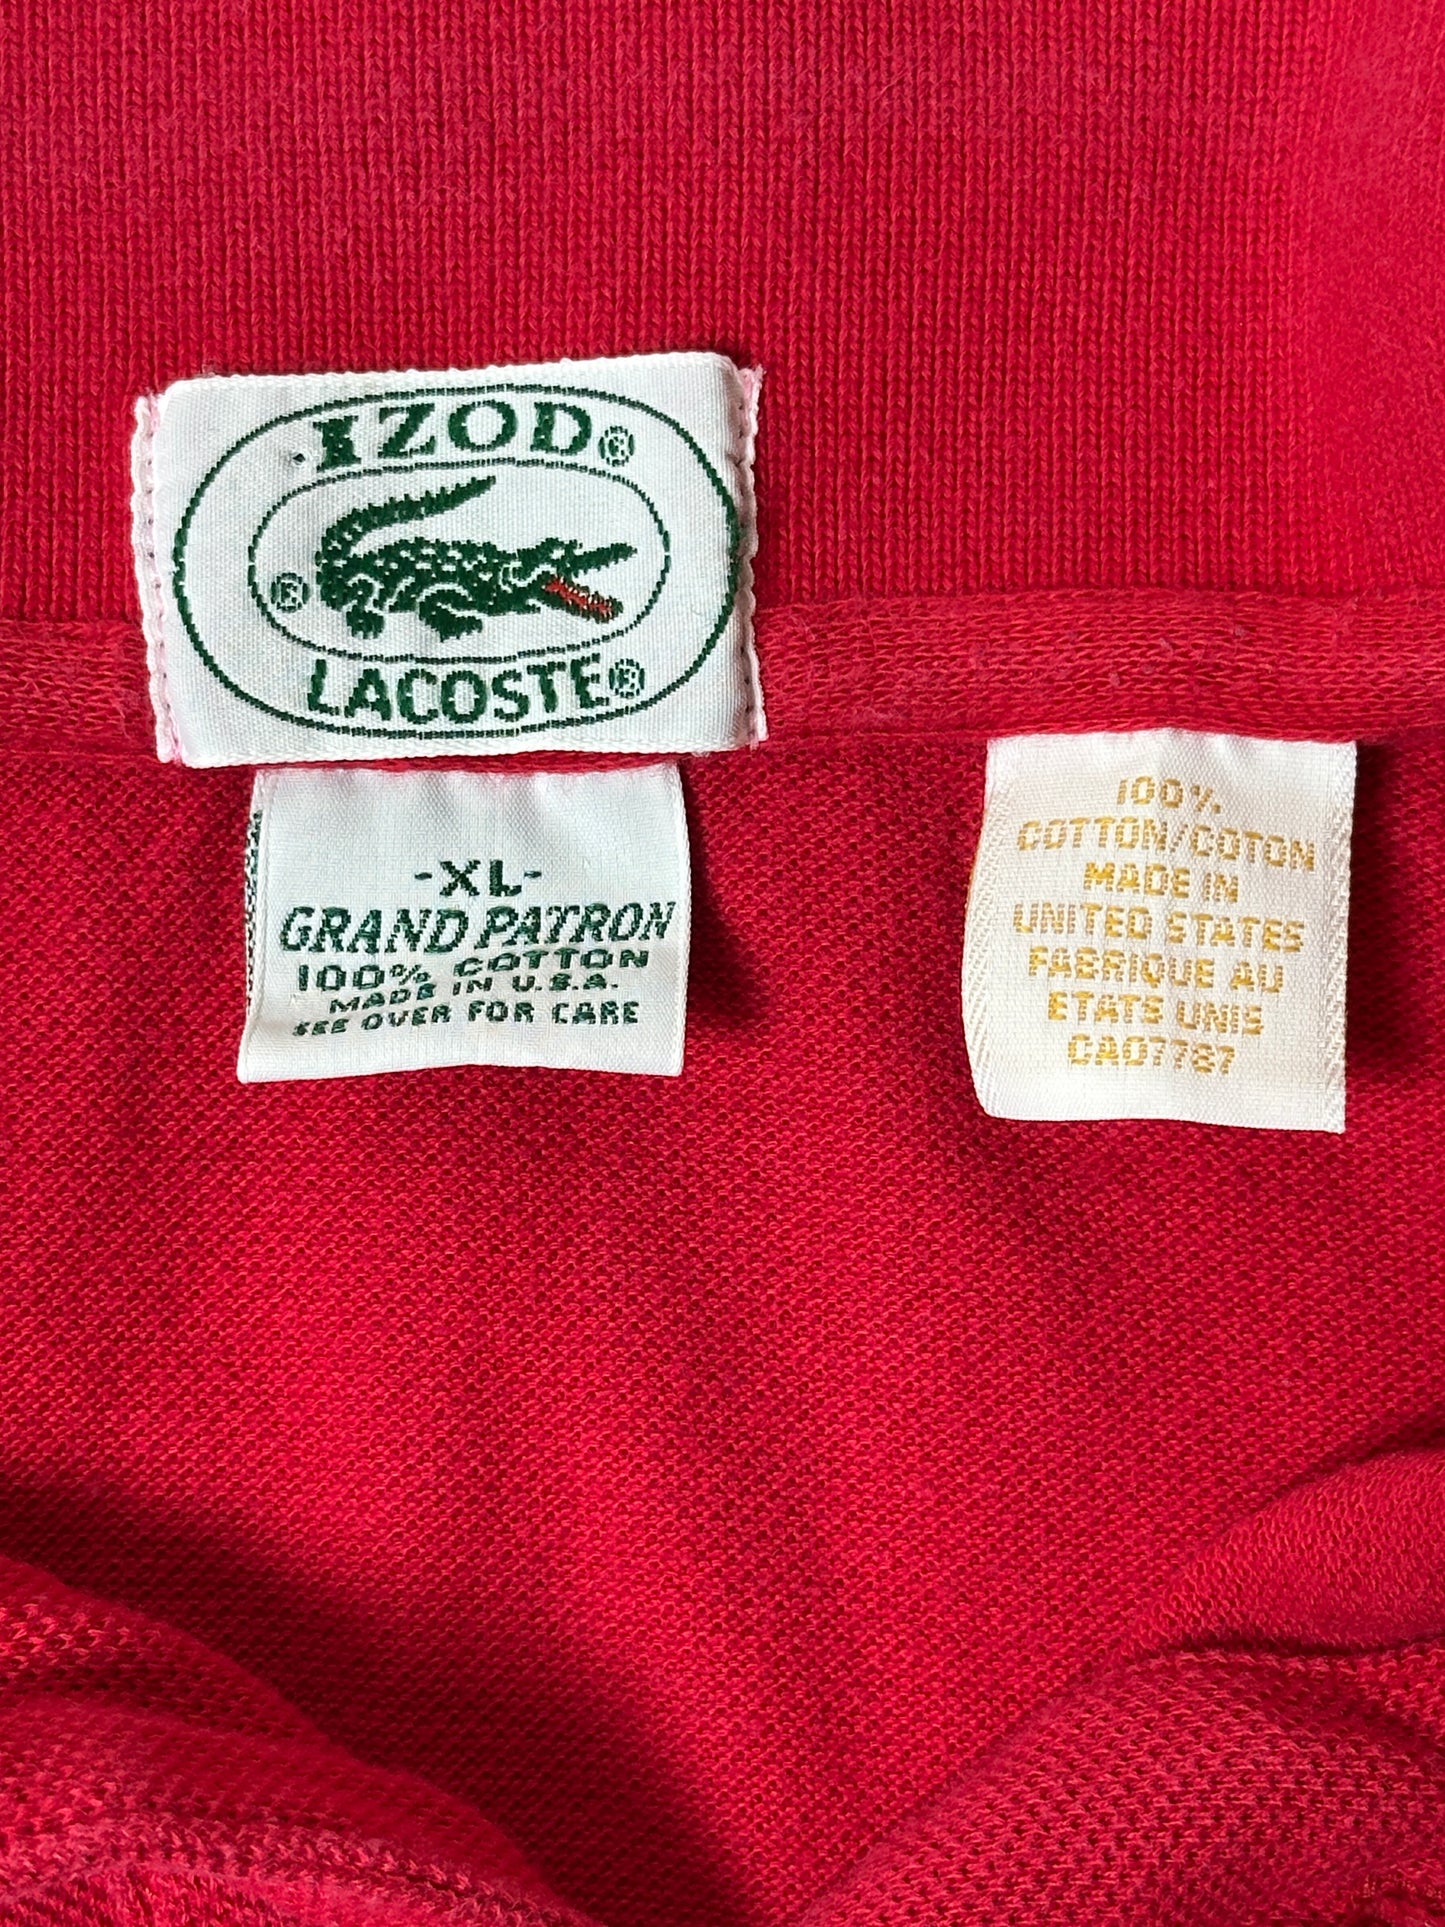 IZOD®
®
LACOSTE®
-XL-
GRAND PATRON
100% COTTON
MADE IN U.S.A.
SEE OVER FOR CARE
100%
COTTON/COTON
MADE IN
UNITED STATES
FABRIQUE AU
ETATS UNIS
CA07787